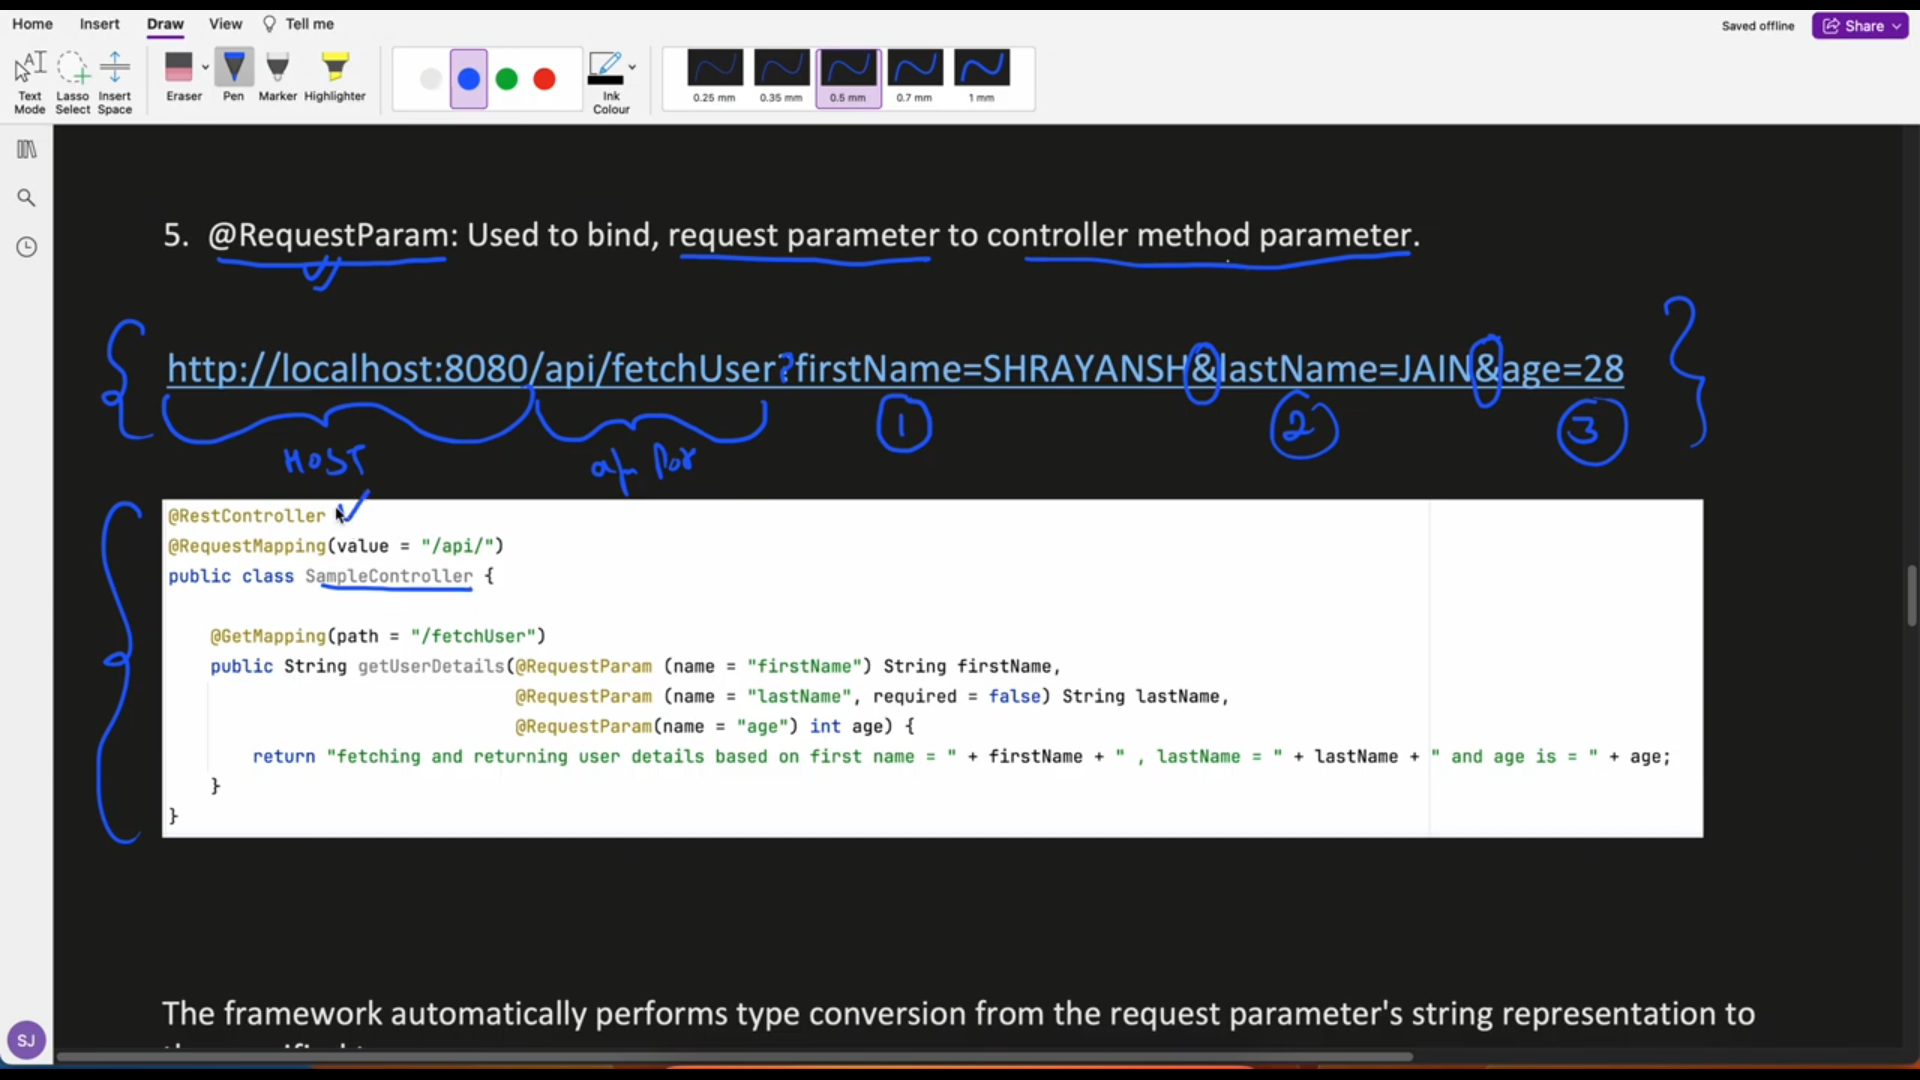 Home Insert Draw View Tell me
Saved offline Share
Text Mode
Lasso Select
Insert Space
Eraser
Pen
Marker
Highlighter
Ink Colour
0.25 mm
0.35 mm
0.5 mm
0.7 mm
1 mm
5. @RequestParam: Used to bind, request parameter to controller method parameter.
http://localhost:8080/api/fetchUser?firstName=SHRAYANSH&lastName=JAIN&age=28
1 2 3
HOST
@RestController
@RequestMapping(value = "/api/")
public class SampleController {
@GetMapping(path = "/fetchUser")
public String getUserDetails(@RequestParam (name = "firstName") String firstName,
@RequestParam (name = "lastName", required = false) String lastName,
@RequestParam(name = "age") int age) {
return "fetching and returning user details based on first name = " + firstName + " , lastName = " + lastName + " and age is = " + age;
}
}
The framework automatically performs type conversion from the request parameter's string representation to
SJ